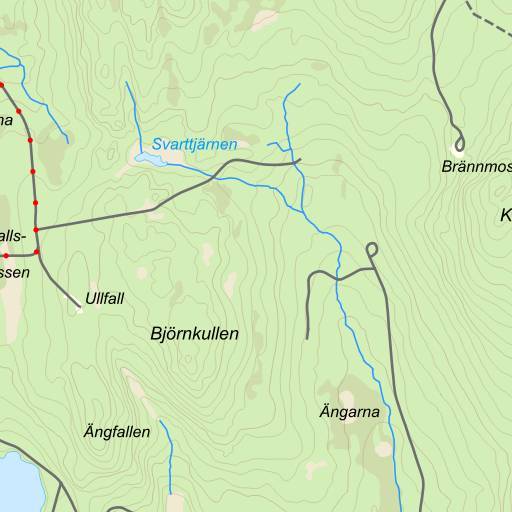 na
Svarttjärnen
Brännmos
K
alls-
ssen
Ullfall
Björnkullen
Ängarna
Ängfallen